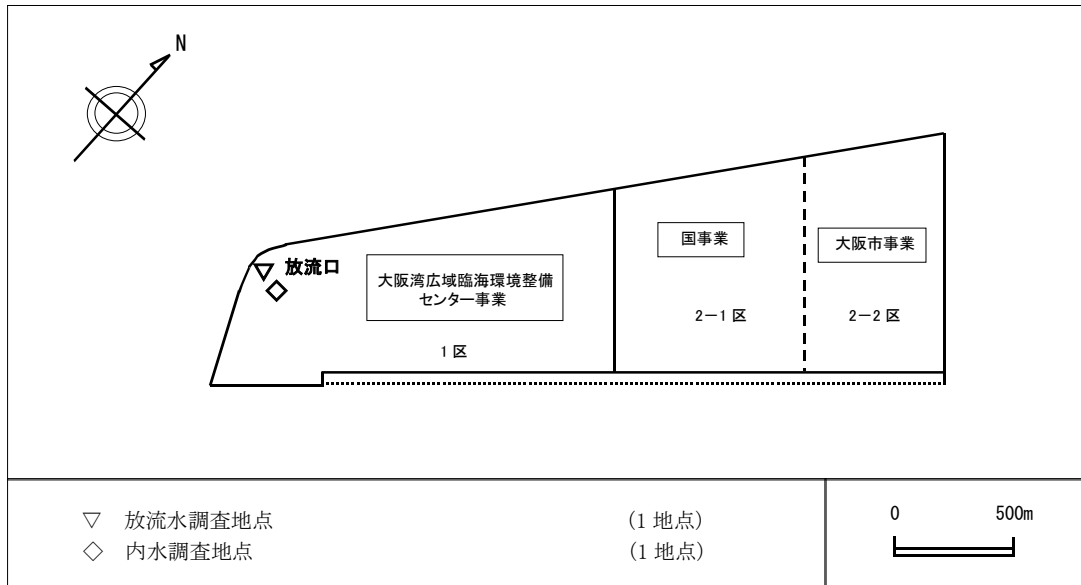 N
放流口
大阪湾広域臨海環境整備
センター事業
国事業
大阪市事業
1 区
2-1 区
2-2 区
▽ 放流水調査地点 (1 地点)
◇ 内水調査地点 (1 地点)
0 500m